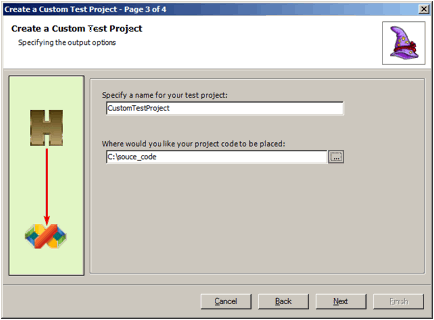 Create a Custom Test Project - Page 3 of 4
Create a Custom Test Project
Specifying the output options
H
Specify a name for your test project:
CustomTestProject
Where would you like your project code to be placed:
C:\souce_code
...
Cancel Back Next Finish